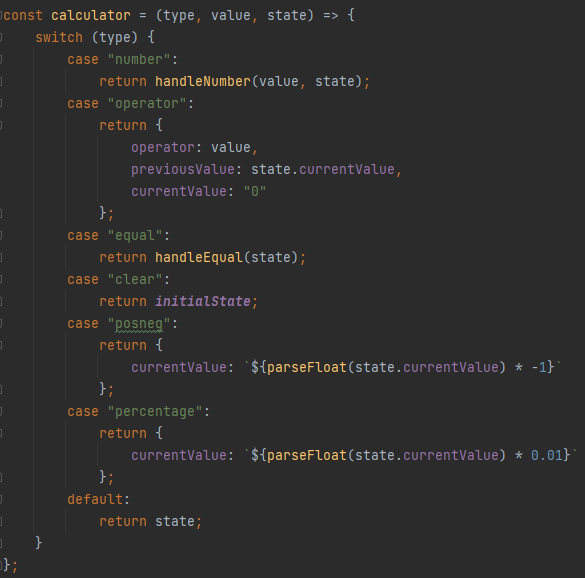 const calculator = (type, value, state) => {
    switch (type) {
        case "number":
            return handleNumber(value, state);
        case "operator":
            return {
                operator: value,
                previousValue: state.currentValue,
                currentValue: "0"
            };
        case "equal":
            return handleEqual(state);
        case "clear":
            return initialState;
        case "posneg":
            return {
                currentValue: `${parseFloat(state.currentValue) * -1}`
            };
        case "percentage":
            return {
                currentValue: `${parseFloat(state.currentValue) * 0.01}`
            };
        default:
            return state;
    }
};